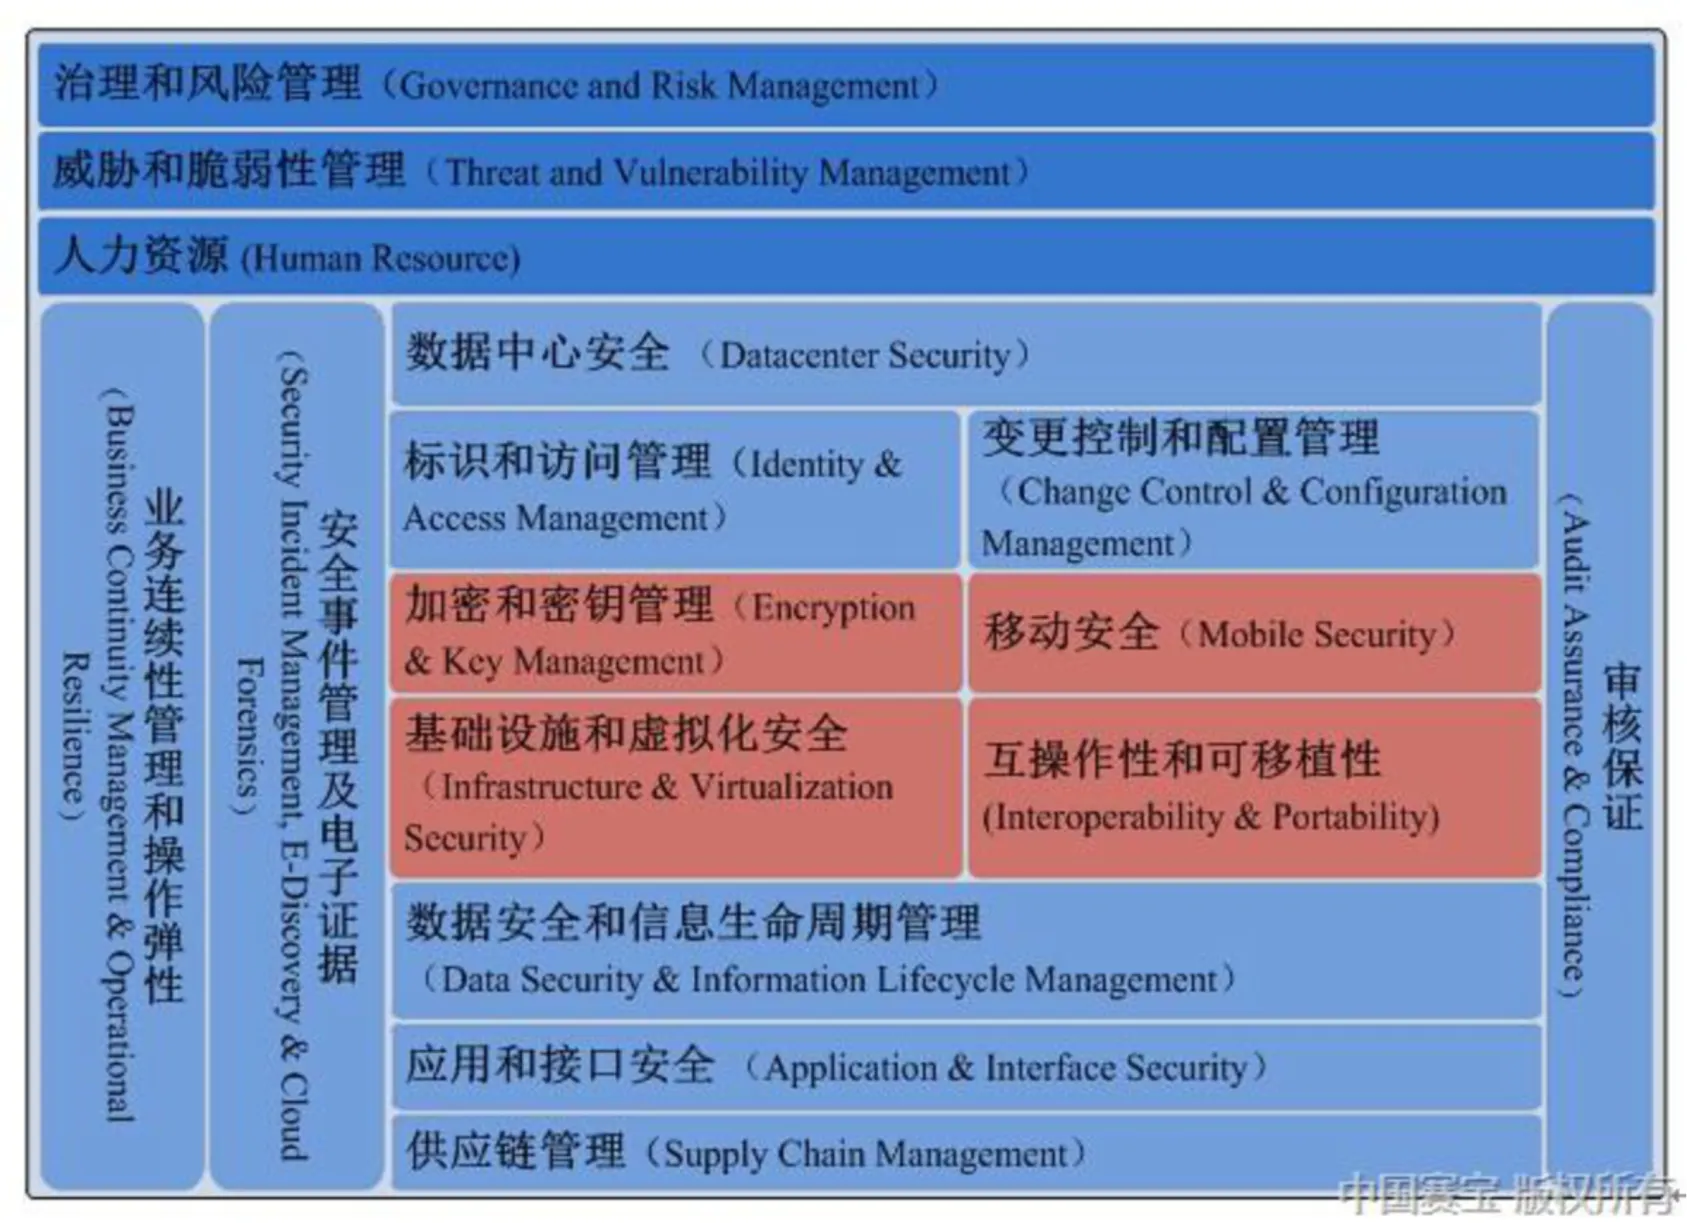 治理和风险管理（Governance and Risk Management）
威胁和脆弱性管理（Threat and Vulnerability Management）
人力资源 (Human Resource)
业务连续性管理和操作弹性
（Business Continuity Management & Operational
Resilience）
安全事件管理及电子证据
（Security Incident Management, E-Discovery & Cloud
Forensics）
数据中心安全 （Datacenter Security）
标识和访问管理（Identity &
Access Management）
变更控制和配置管理
（Change Control & Configuration
Management）
加密和密钥管理（Encryption
& Key Management）
移动安全（Mobile Security）
基础设施和虚拟化安全
（Infrastructure & Virtualization
Security）
互操作性和可移植性
(Interoperability & Portability)
数据安全和信息生命周期管理
（Data Security & Information Lifecycle Management）
应用和接口安全 （Application & Interface Security）
供应链管理（Supply Chain Management）
审核保证
（Audit Assurance & Compliance）
中国赛宝 版权所有